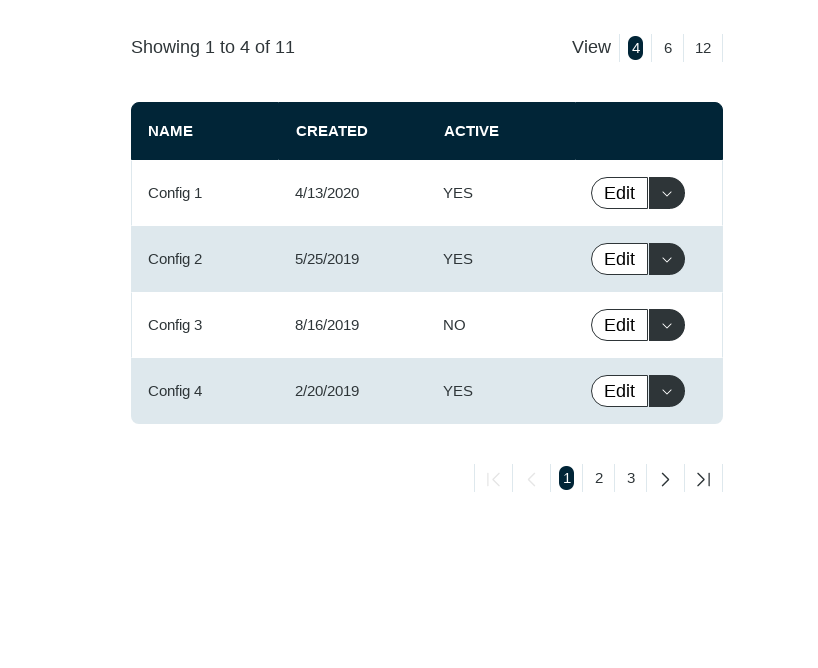 Showing 1 to 4 of 11 View 4 6 12
NAME CREATED ACTIVE
Config 1 4/13/2020 YES Edit
Config 2 5/25/2019 YES Edit
Config 3 8/16/2019 NO Edit
Config 4 2/20/2019 YES Edit
1 2 3